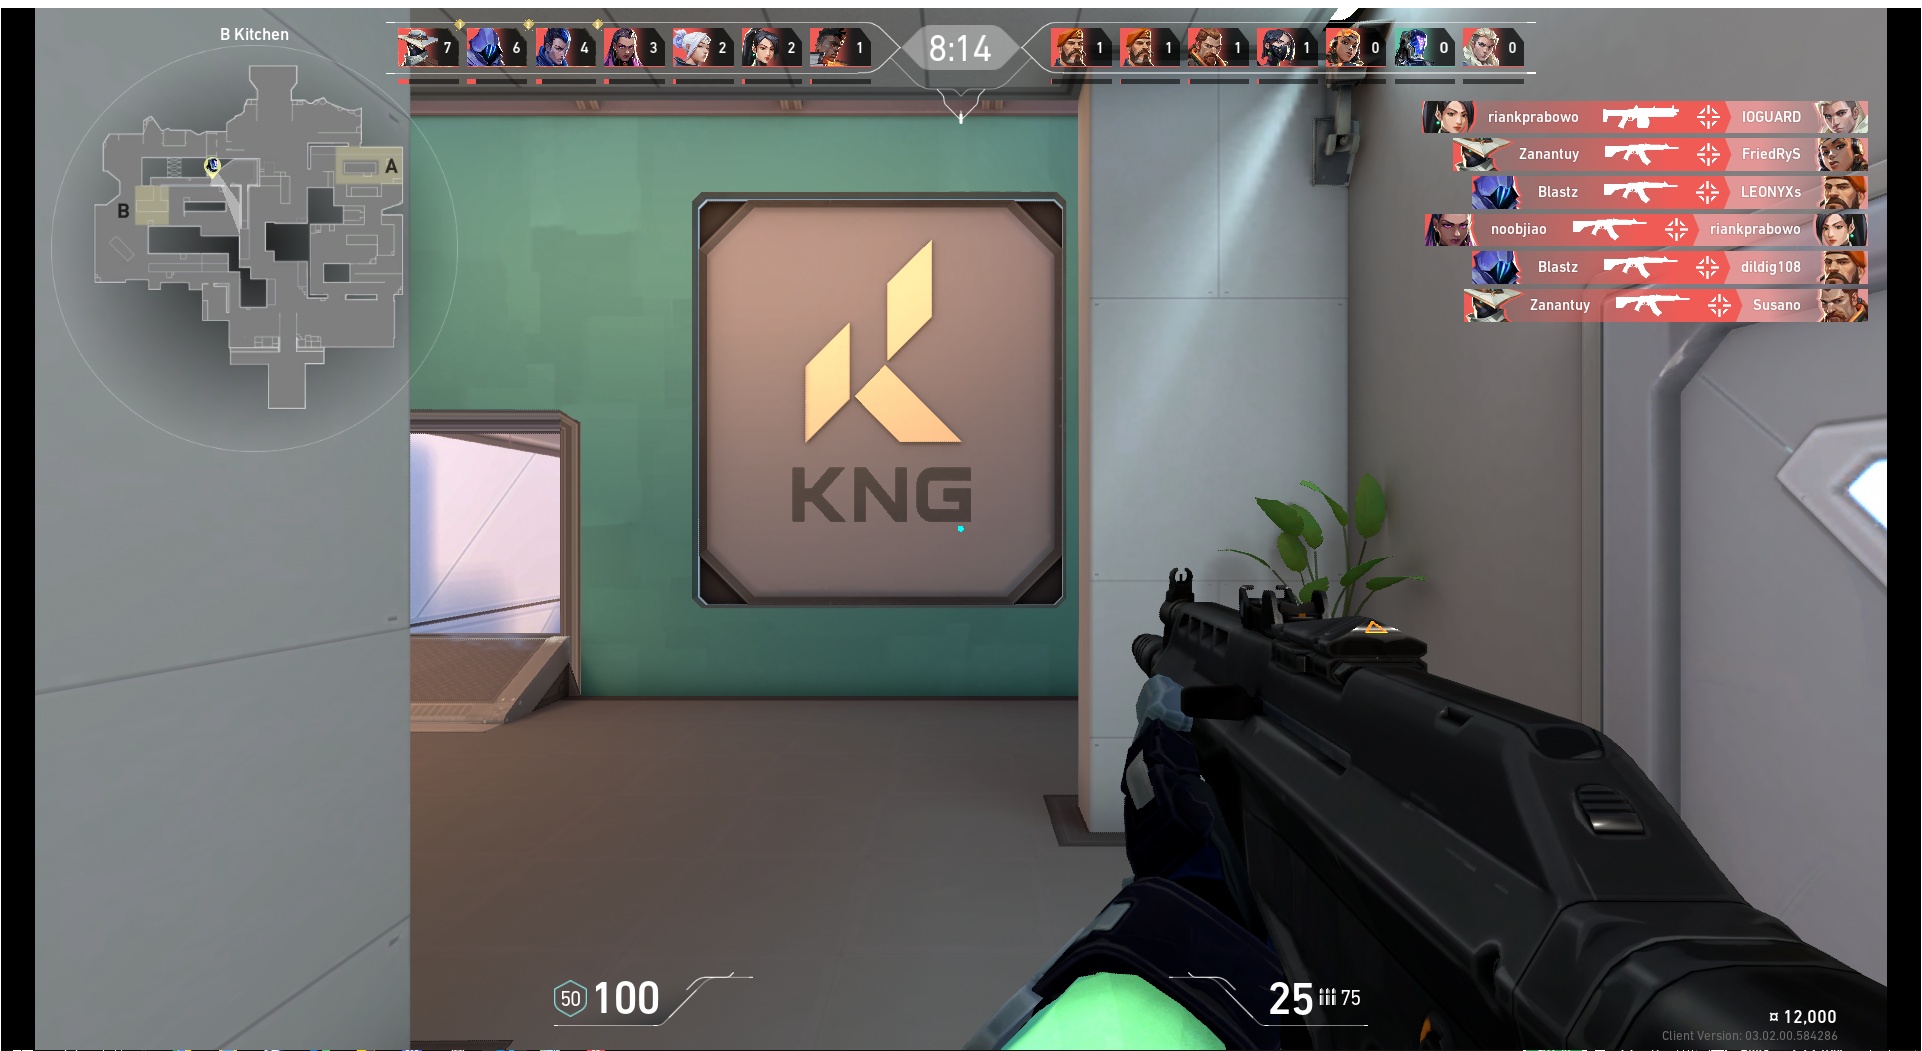 B Kitchen
7
6
4
3
2
2
1
8:14
1
1
1
1
0
0
0
A
B
riankprabowo IOGUARD
Zanantuy FriedRyS
Blastz LEONYXs
noobjiao riankprabowo
Blastz dildig108
Zanantuy Susano
KNG
50 100
25 75
¤ 12,000
Client Version: 03.02.00.584286